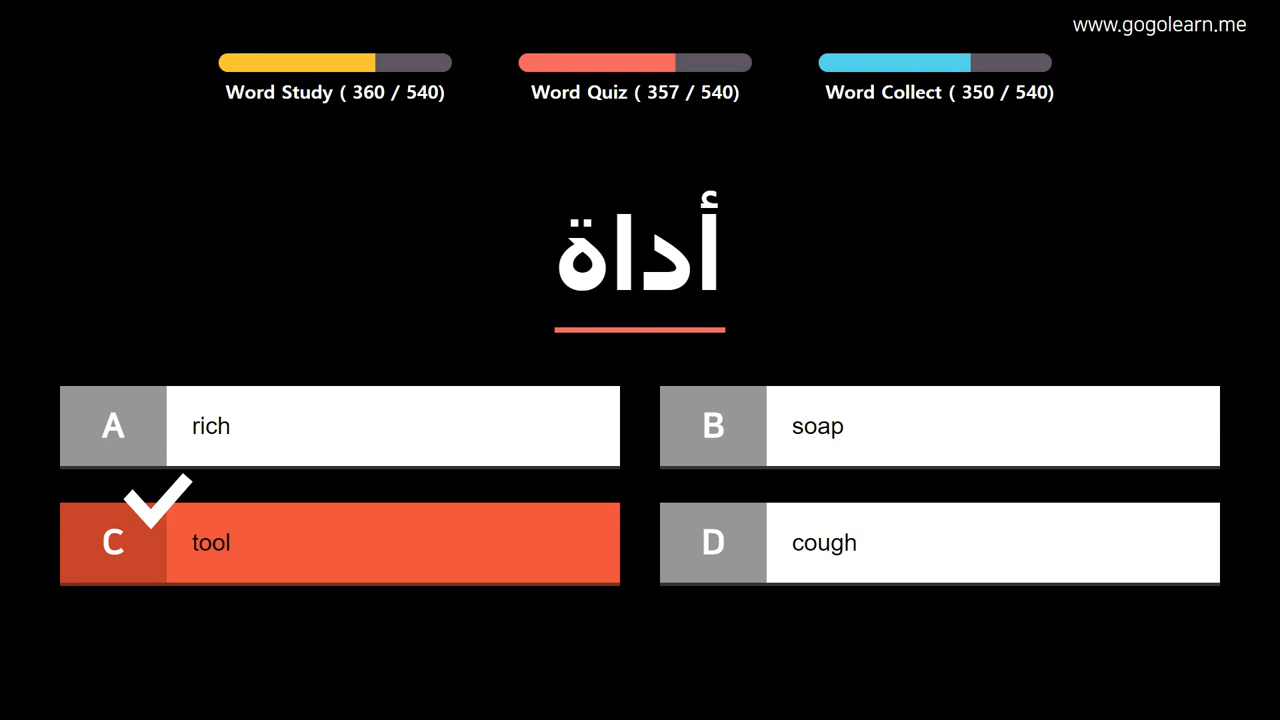 www.gogolearn.me
Word Study ( 360 / 540)
Word Quiz ( 357 / 540)
Word Collect ( 350 / 540)
أداة
A rich
B soap
C tool
D cough